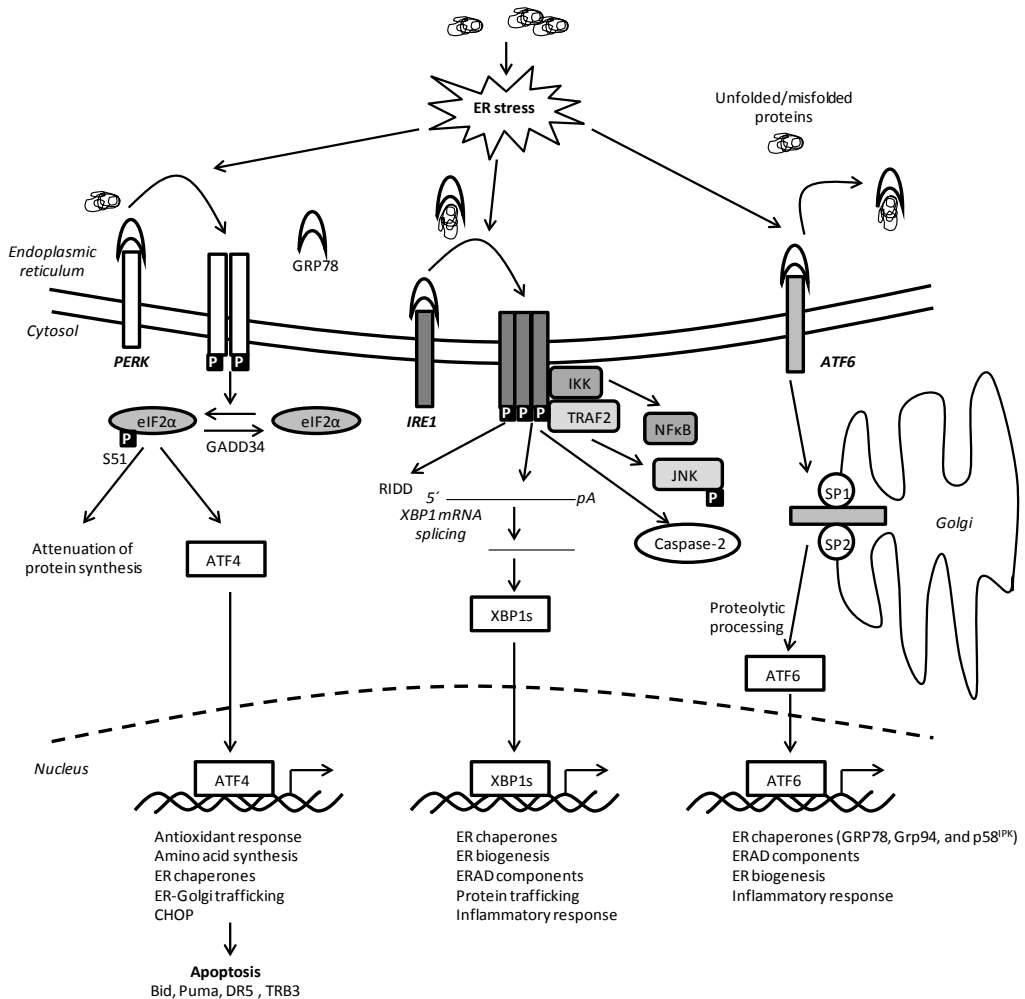 ER stress
Unfolded/misfolded
proteins
Endoplasmic
reticulum
GRP78
Cytosol
PERK
P
P
IRE1
P
P
P
IKK
TRAF2
ATF6
eIF2α
P
S51
GADD34
eIF2α
NFκB
JNK
P
RIDD
5´
pA
XBP1 mRNA
splicing
Caspase-2
SP1
SP2
Golgi
Attenuation of
protein synthesis
ATF4
XBP1s
Proteolytic
processing
ATF6
Nucleus
ATF4
XBP1s
ATF6
Antioxidant response
Amino acid synthesis
ER chaperones
ER-Golgi trafficking
CHOP
Apoptosis
Bid, Puma, DR5 , TRB3
ER chaperones
ER biogenesis
ERAD components
Protein trafficking
Inflammatory response
ER chaperones (GRP78, Grp94, and p58IPK)
ERAD components
ER biogenesis
Inflammatory response